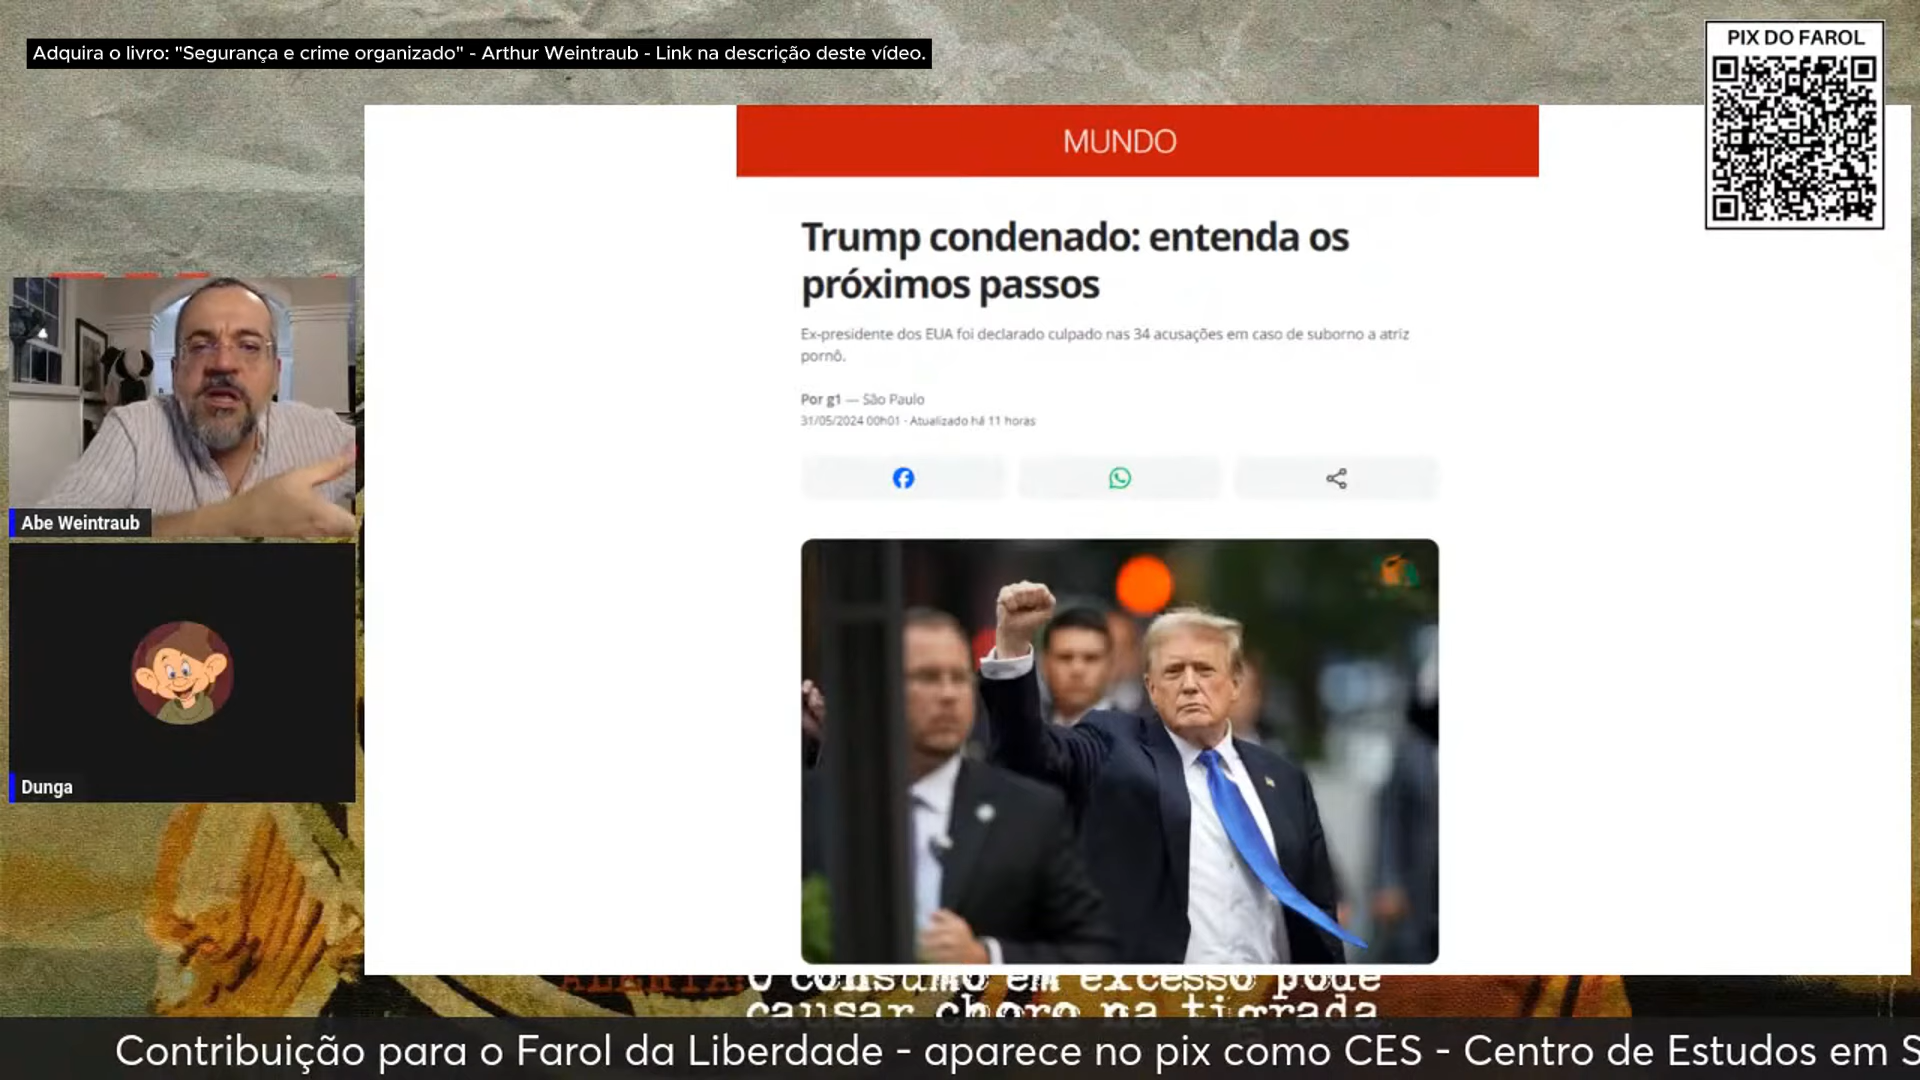 Adquira o livro: "Segurança e crime organizado" - Arthur Weintraub - Link na descrição deste vídeo.
PIX DO FAROL
MUNDO
Trump condenado: entenda os
próximos passos
Ex-presidente dos EUA foi declarado culpado nas 34 acusações em caso de suborno a atriz
pornô.
Por g1 — São Paulo
31/05/2024 00h01 · Atualizado há 11 horas
Abe Weintraub
Dunga
ALERTA: O consumo em excesso pode
causar choro na tigrada
Contribuição para o Farol da Liberdade - aparece no pix como CES - Centro de Estudos em S